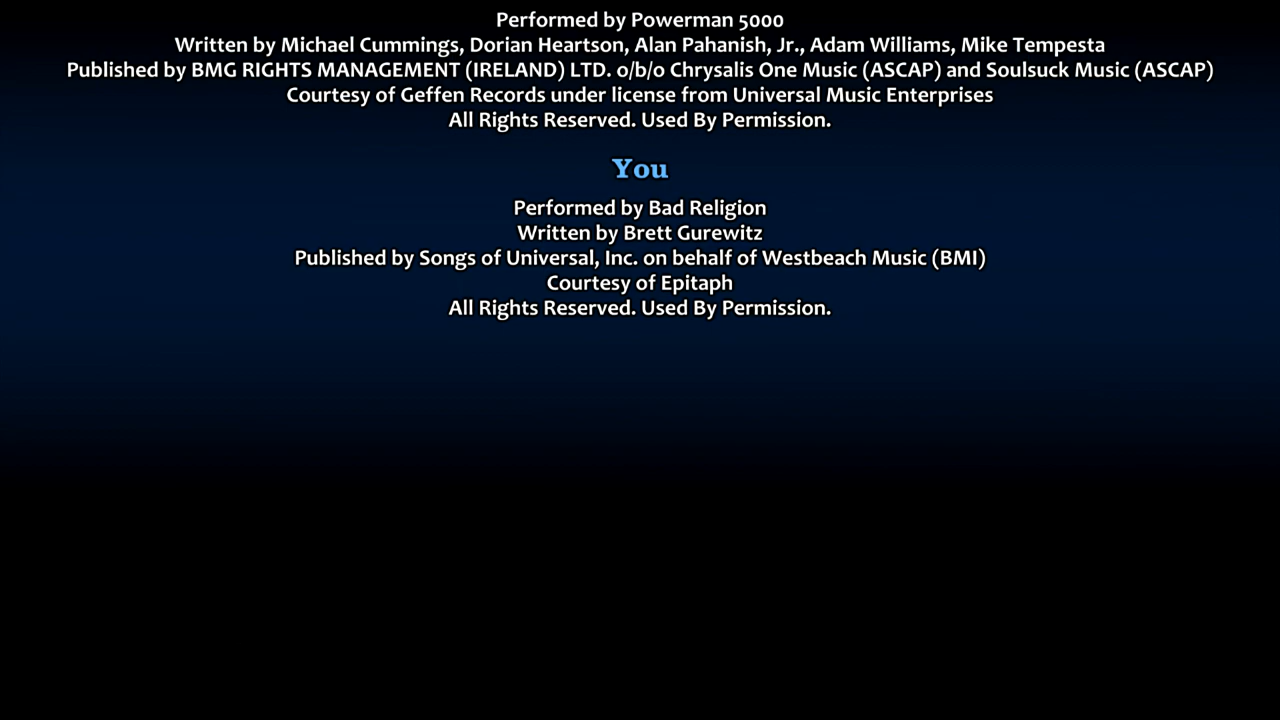 Performed by Powerman 5000
Written by Michael Cummings, Dorian Heartson, Alan Pahanish, Jr., Adam Williams, Mike Tempesta
Published by BMG RIGHTS MANAGEMENT (IRELAND) LTD. o/b/o Chrysalis One Music (ASCAP) and Soulsuck Music (ASCAP)
Courtesy of Geffen Records under license from Universal Music Enterprises
All Rights Reserved. Used By Permission.
You
Performed by Bad Religion
Written by Brett Gurewitz
Published by Songs of Universal, Inc. on behalf of Westbeach Music (BMI)
Courtesy of Epitaph
All Rights Reserved. Used By Permission.